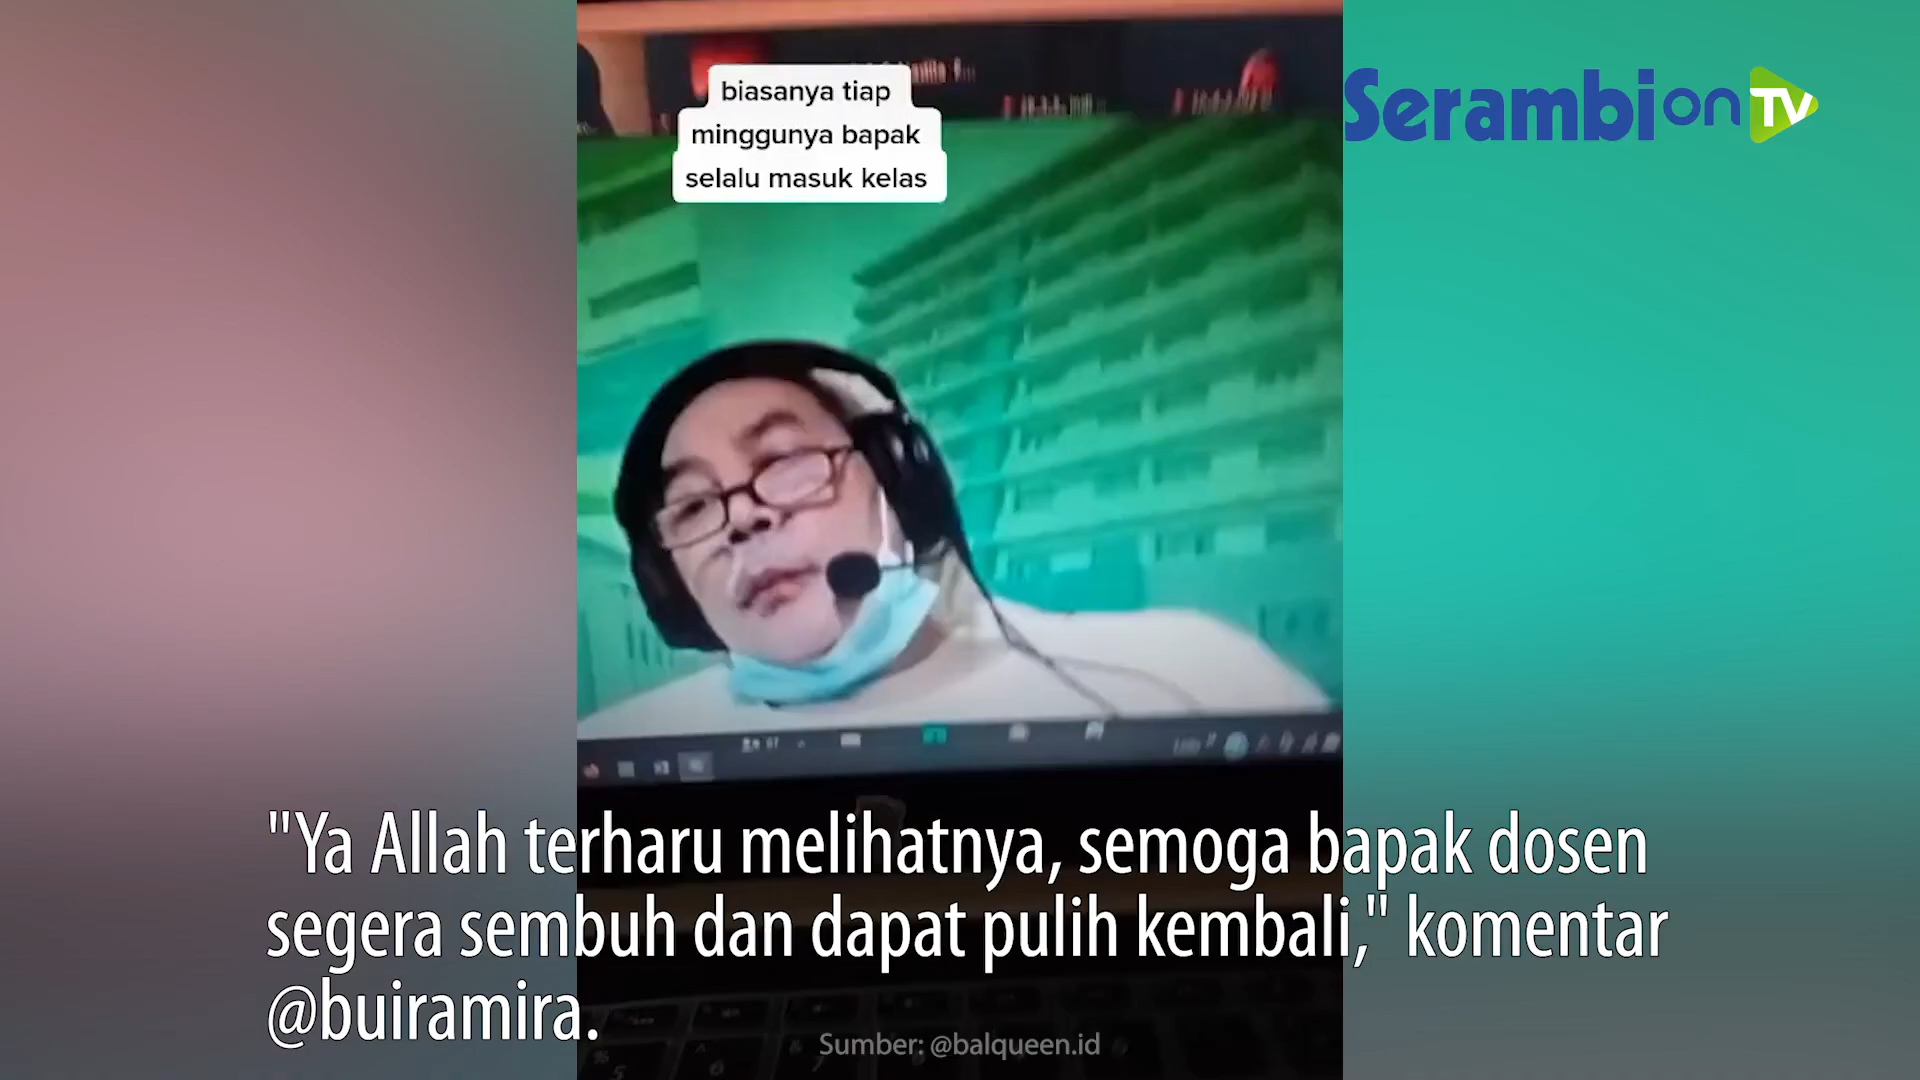 biasanya tiap
minggunya bapak
selalu masuk kelas
Serambi on TV
"Ya Allah terharu melihatnya, semoga bapak dosen
segera sembuh dan dapat pulih kembali," komentar
@buiramira.
Sumber: @balqueen.id